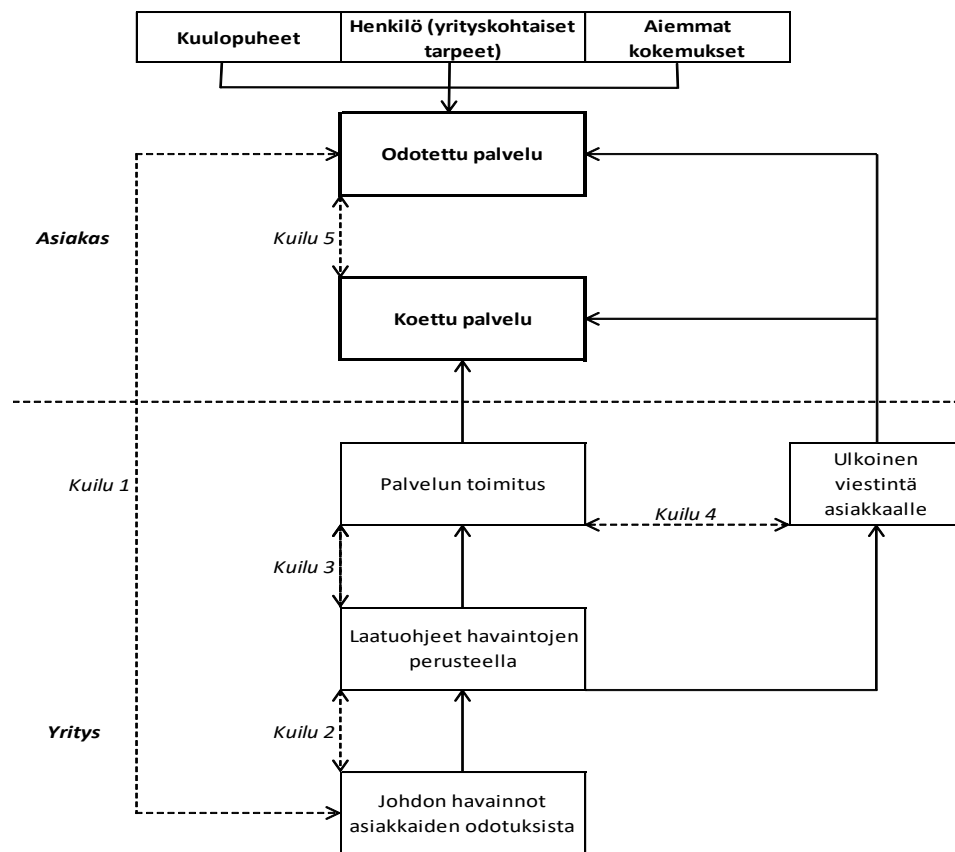 Kuulopuheet
Henkilö (yrityskohtaiset
tarpeet)
Aiemmat
kokemukset
Odotettu palvelu
Asiakas
Kuilu 5
Koettu palvelu
Kuilu 1
Palvelun toimitus
Kuilu 4
Ulkoinen
viestintä
asiakkaalle
Kuilu 3
Laatuohjeet havaintojen
perusteella
Yritys
Kuilu 2
Johdon havainnot
asiakkaiden odotuksista